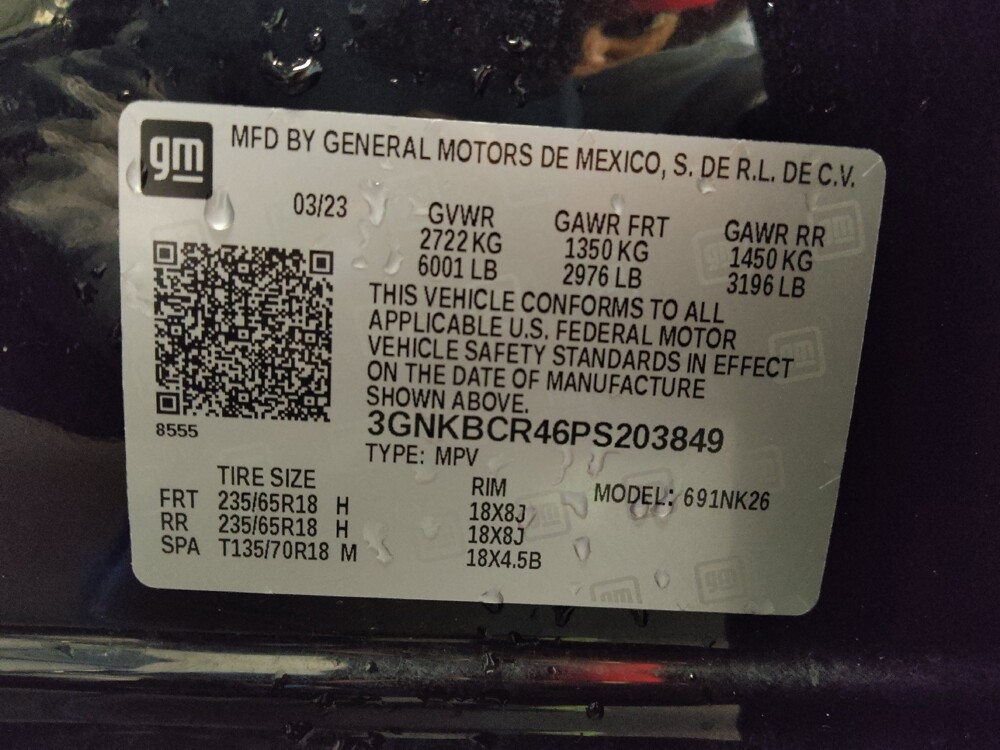 gm MFD BY GENERAL MOTORS DE MEXICO, S. DE R.L. DE C.V.
03/23 GVWR GAWR FRT GAWR RR
2722 KG 1350 KG 1450 KG
6001 LB 2976 LB 3196 LB
THIS VEHICLE CONFORMS TO ALL
APPLICABLE U.S. FEDERAL MOTOR
VEHICLE SAFETY STANDARDS IN EFFECT
ON THE DATE OF MANUFACTURE
SHOWN ABOVE.
8555 3GNKBCR46PS203849
TYPE: MPV
TIRE SIZE RIM MODEL: 691NK26
FRT 235/65R18 H 18X8J
RR 235/65R18 H 18X8J
SPA T135/70R18 M 18X4.5B